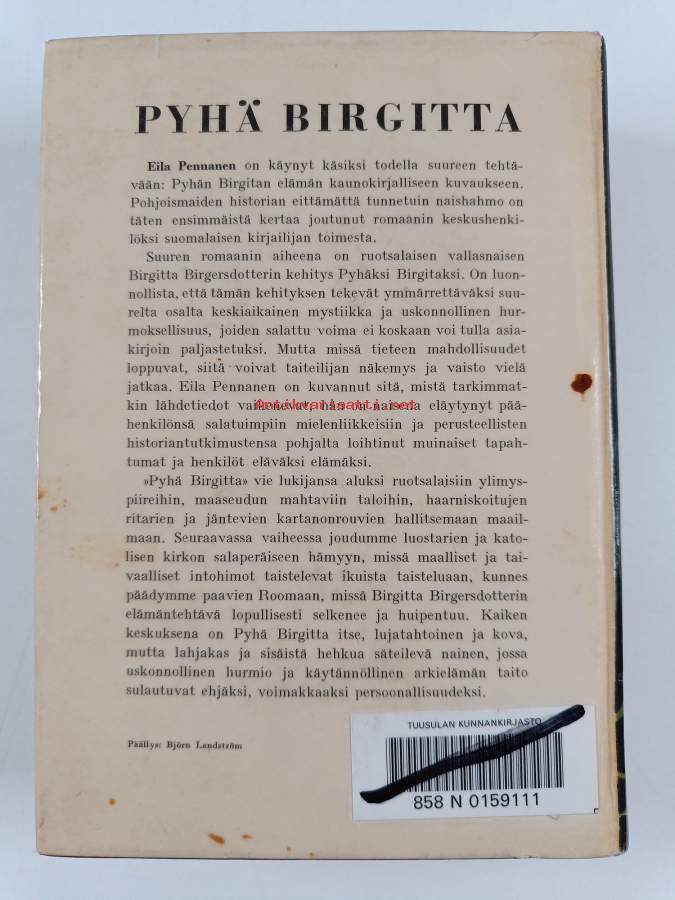 PYHÄ BIRGITTA
Eila Pennanen on käynyt käsiksi todella suureen tehtä-
vään: Pyhän Birgitan elämän kaunokirjalliseen kuvaukseen.
Pohjoismaiden historian eittämättä tunnetuin naishahmo on
täten ensimmäistä kertaa joutunut romaanin keskushenki-
löksi suomalaisen kirjailijan toimesta.
Suuren romaanin aiheena on ruotsalaisen vallasnaisen
Birgitta Birgersdotterin kehitys Pyhäksi Birgitaksi. On luon-
nollista, että tämän kehityksen tekevät ymmärrettäväksi suu-
relta osalta keskiaikainen mystiikka ja uskonnollinen hur-
moksellisuus, joiden salattu voima ei koskaan voi tulla asia-
kirjoin paljastetuksi. Mutta missä tieteen mahdollisuudet
loppuvat, siitä voivat taiteilijan näkemys ja vaisto vielä
jatkaa. Eila Pennanen on kuvannut sitä, mistä tarkimmat-
kin lähdetiedot vaikenevat; hän on naisena eläytynyt pää-
Antikvariaatti.net
henkilönsä salatuimpiin mielenliikkeisiin ja perusteellisten
historiantutkimustensa pohjalta loihtinut muinaiset tapah-
tumat ja henkilöt eläväksi elämäksi.
»Pyhä Birgitta» vie lukijansa aluksi ruotsalaisiin ylimys-
piireihin, maaseudun mahtaviin taloihin, haarniskoitujen
ritarien ja jäntevien kartanonrouvien hallitsemaan maail-
maan. Seuraavassa vaiheessa joudumme luostarien ja kato-
lisen kirkon salaperäiseen hämyyn, missä maalliset ja tai-
vaalliset intohimot taistelevat ikuista taisteluaan, kunnes
päädymme paavien Roomaan, missä Birgitta Birgersdotterin
elämäntehtävä lopullisesti selkenee ja huipentuu. Kaiken
keskuksena on Pyhä Birgitta itse, lujatahtoinen ja kova,
mutta lahjakas ja sisäistä hehkua säteilevä nainen, jossa
uskonnollinen hurmio ja käytännöllinen arkielämän taito
sulautuvat ehjäksi, voimakkaaksi persoonallisuudeksi.
Päällys: Björn Landström
TUUSULAN KUNNANKIRJASTO
858 N 0159111